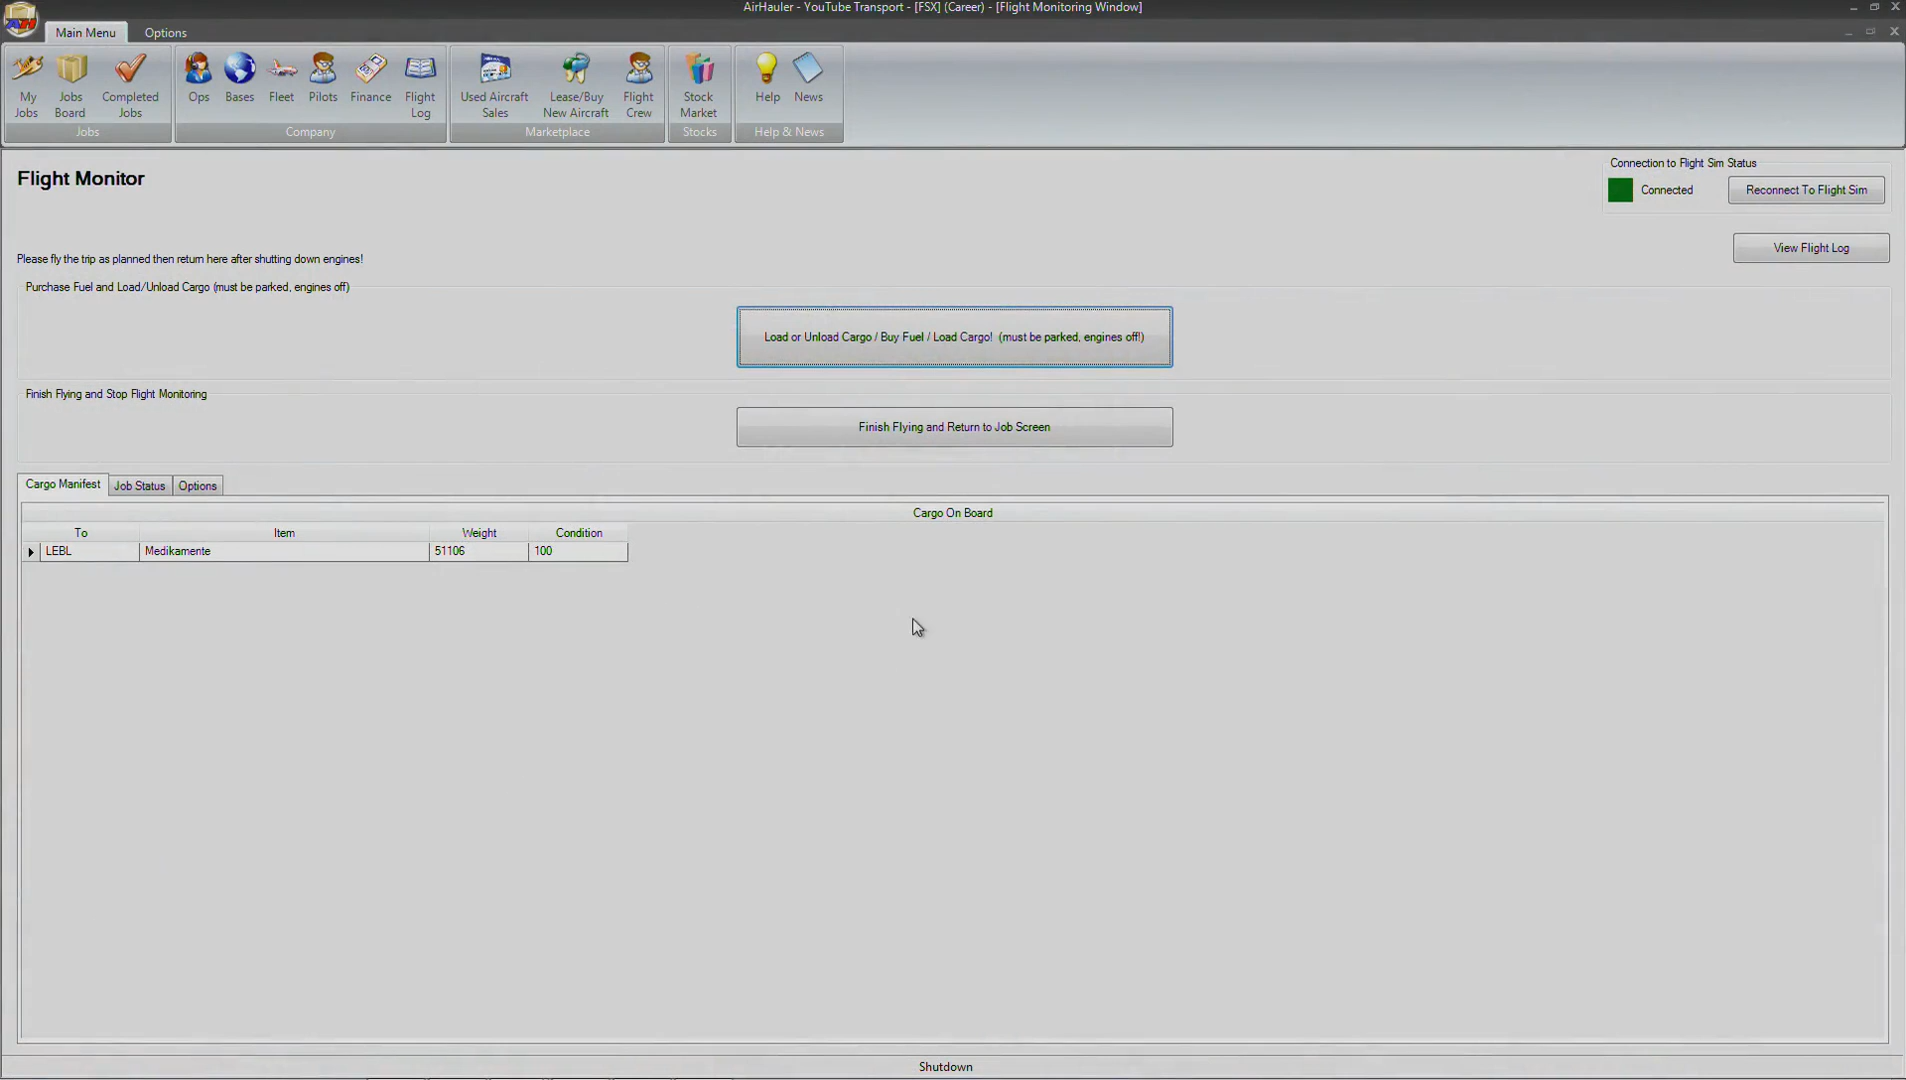 AirHauler - YouTube Transport - [FSX] (Career) - [Flight Monitoring Window]
AH
Main Menu Options
My Jobs
Jobs Board
Completed Jobs
Ops
Bases
Fleet
Pilots
Finance
Flight Log
Used Aircraft Sales
Lease/Buy New Aircraft
Flight Crew
Stock Market
Help
News
Jobs
Company
Marketplace
Stocks
Help & News
Flight Monitor
Connection to Flight Sim Status
Connected
Reconnect To Flight Sim
View Flight Log
Please fly the trip as planned then return here after shutting down engines!
Purchase Fuel and Load/Unload Cargo (must be parked, engines off)
Load or Unload Cargo / Buy Fuel / Load Cargo! (must be parked, engines off!)
Finish Flying and Stop Flight Monitoring
Finish Flying and Return to Job Screen
Cargo Manifest Job Status Options
Cargo On Board
To Item Weight Condition
LEBL Medikamente 51106 100
Shutdown